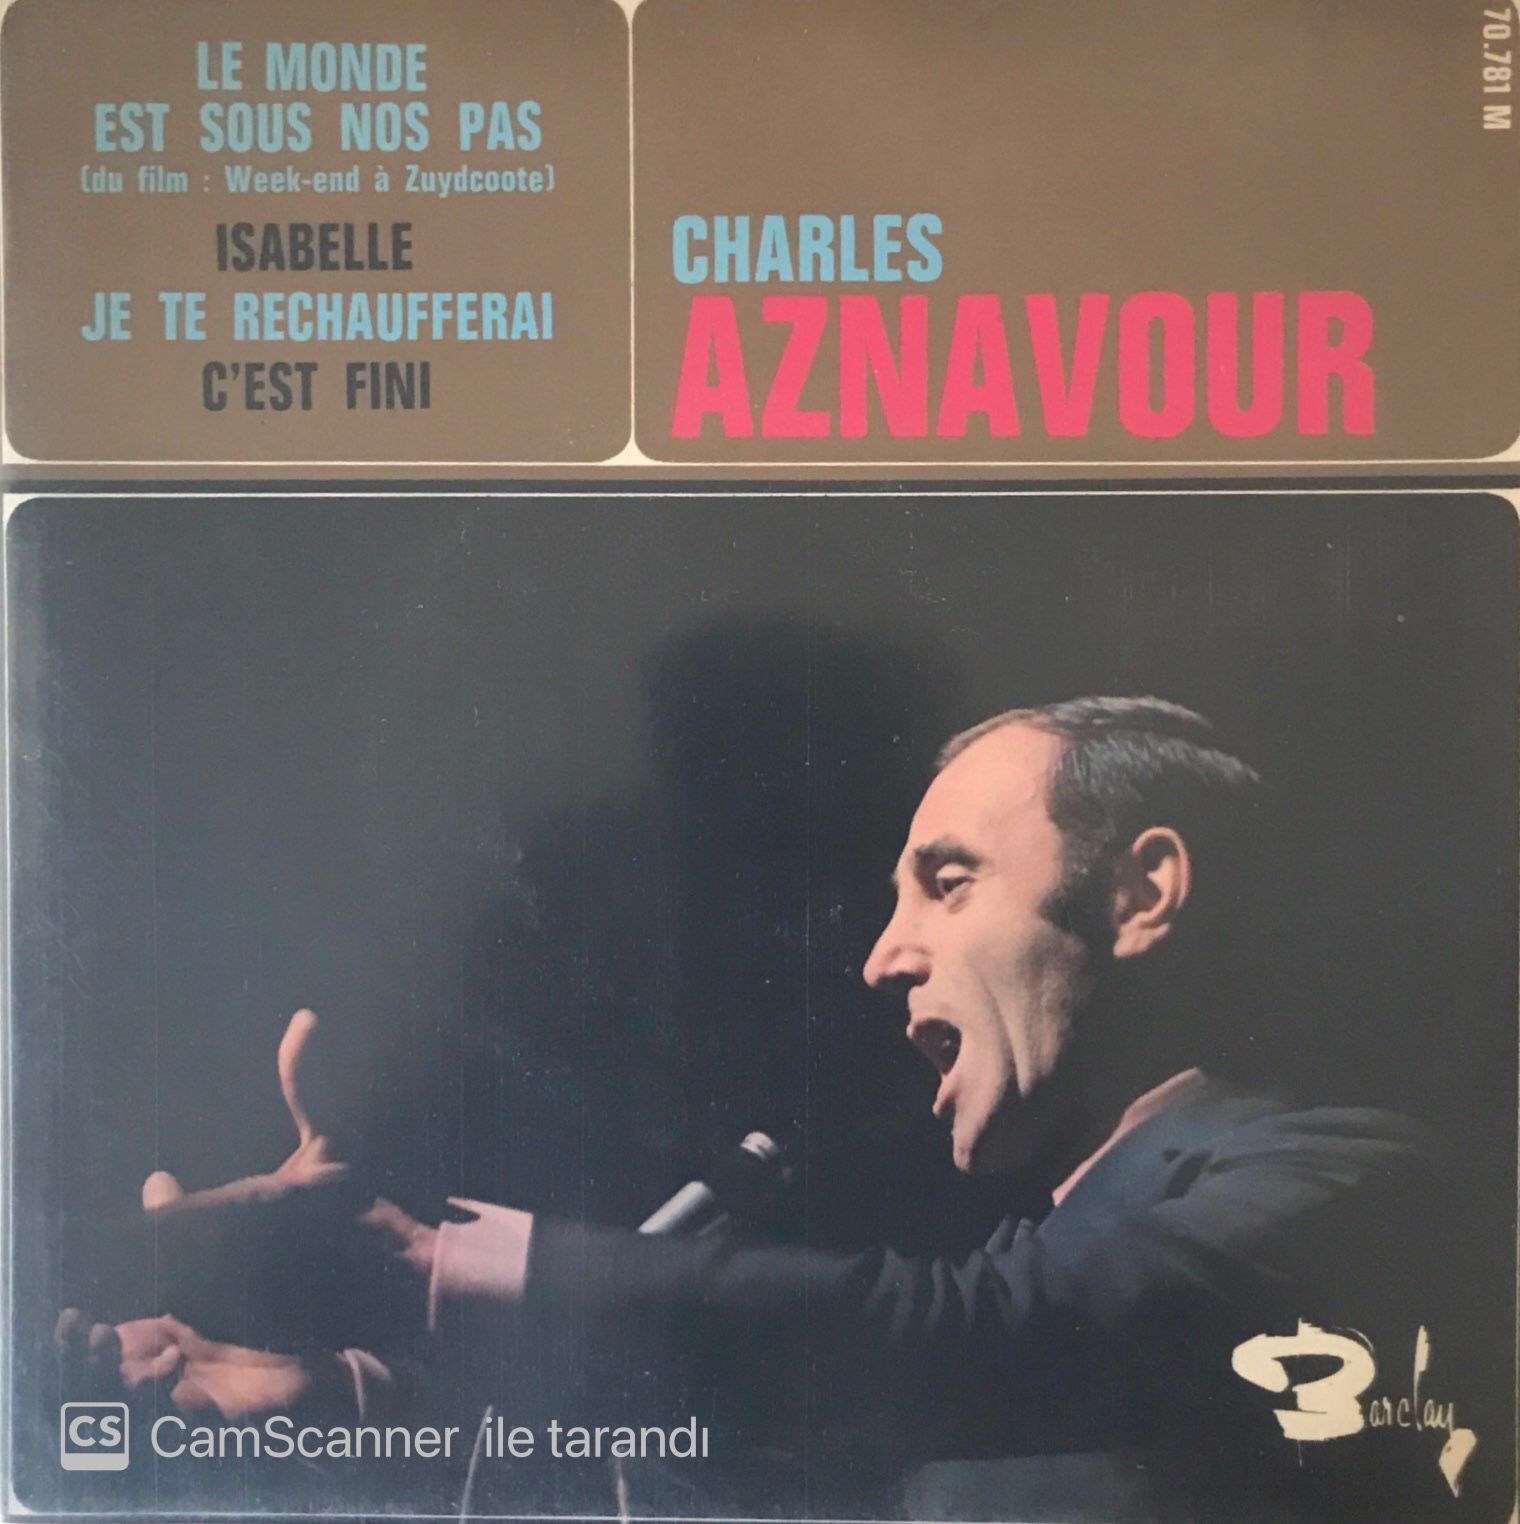 LE MONDE
EST SOUS NOS PAS
(du film : Week-end à Zuydcoote)
ISABELLE
JE TE RECHAUFFERAI
C'EST FINI
70.781 M
CHARLES
AZNAVOUR
Barclay
CS CamScanner ile tarandı